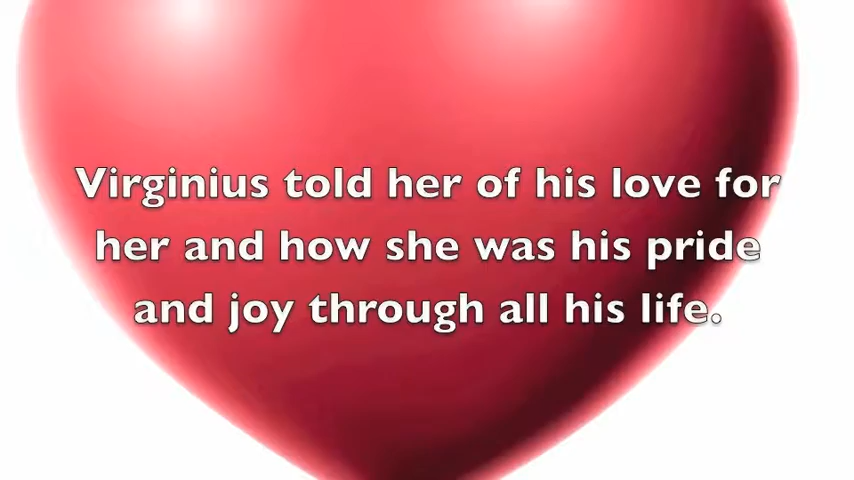 Virginius told her of his love for
her and how she was his pride
and joy through all his life.